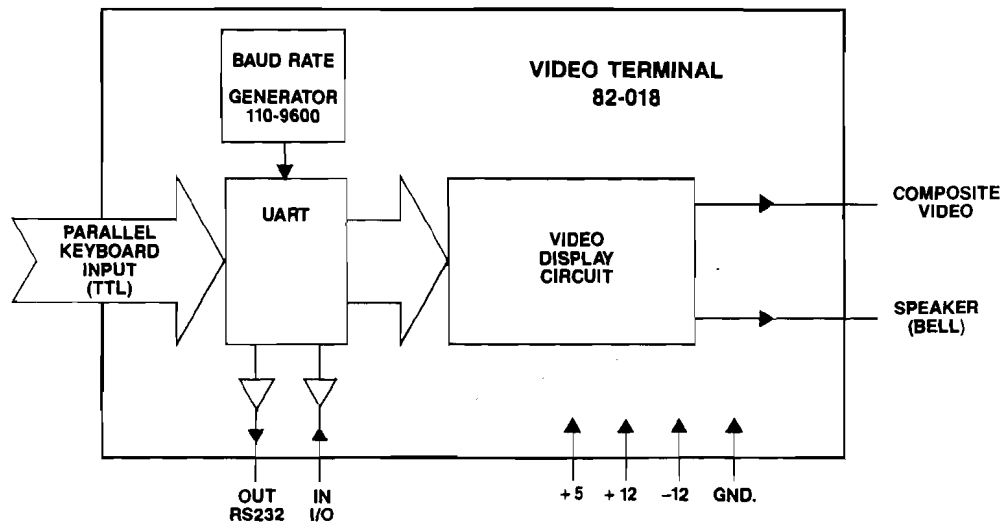 BAUD RATE
GENERATOR
110-9600
VIDEO TERMINAL
82-018
PARALLEL
KEYBOARD
INPUT
(TTL)
UART
VIDEO
DISPLAY
CIRCUIT
COMPOSITE
VIDEO
SPEAKER
(BELL)
OUT
RS232
IN
I/O
+5
+12
-12
GND.